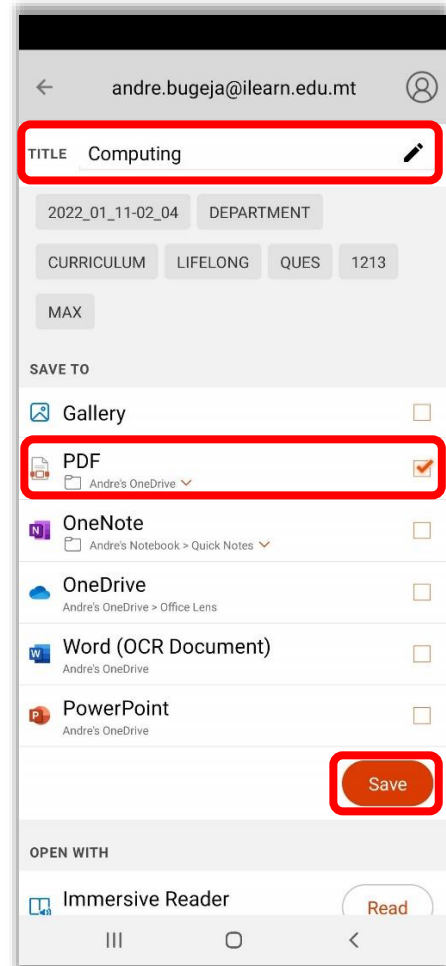 andre.bugeja@ilearn.edu.mt
TITLE Computing
2022_01_11-02_04 DEPARTMENT
CURRICULUM LIFELONG QUES 1213
MAX
SAVE TO
Gallery
PDF
Andre's OneDrive
OneNote
Andre's Notebook > Quick Notes
OneDrive
Andre's OneDrive > Office Lens
Word (OCR Document)
Andre's OneDrive
PowerPoint
Andre's OneDrive
Save
OPEN WITH
Immersive Reader
Read